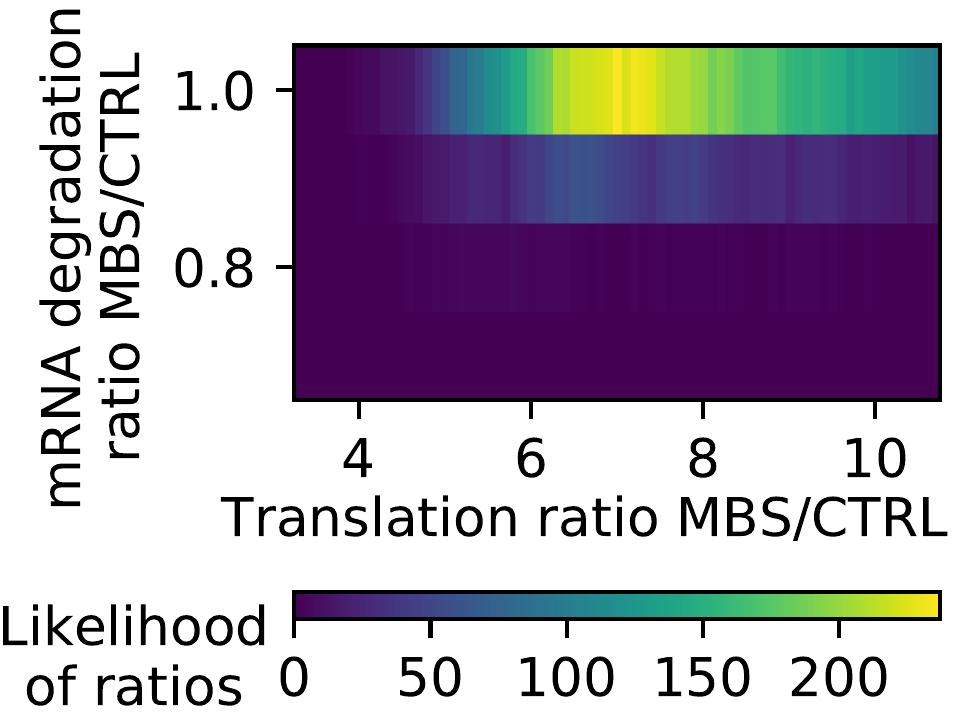 mRNA degradation
ratio MBS/CTRL
1.0
0.8
4 6 8 10
Translation ratio MBS/CTRL
Likelihood
of ratios
0 50 100 150 200